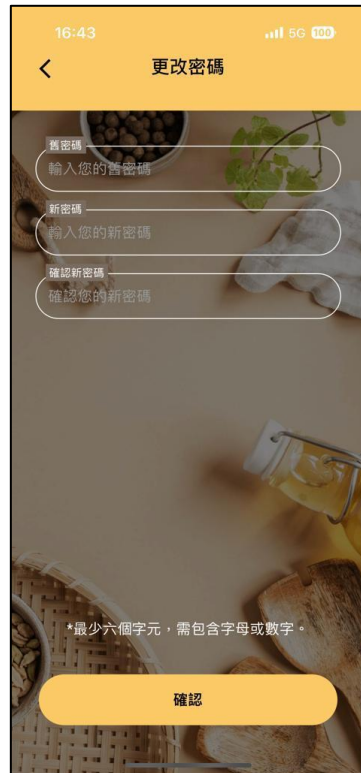 16:43
5G 100
更改密碼
舊密碼
輸入您的舊密碼
新密碼
輸入您的新密碼
確認新密碼
確認您的新密碼
*最少六個字元，需包含字母或數字。
確認